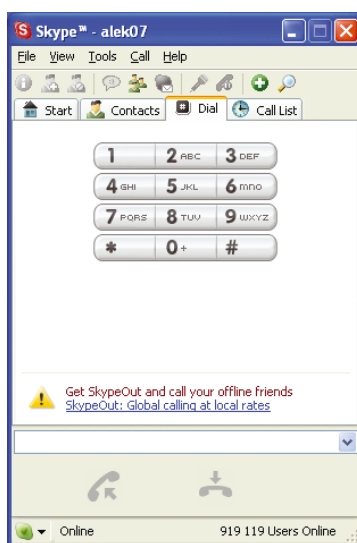 Skype™ - alek07
File View Tools Call Help
Start Contacts Dial Call List
1 2 ABC 3 DEF
4 GHI 5 JKL 6 mno
7 PQRS 8 TUV 9 WXYZ
* 0 + #
Get SkypeOut and call your offline friends
SkypeOut: Global calling at local rates
Online 919 119 Users Online